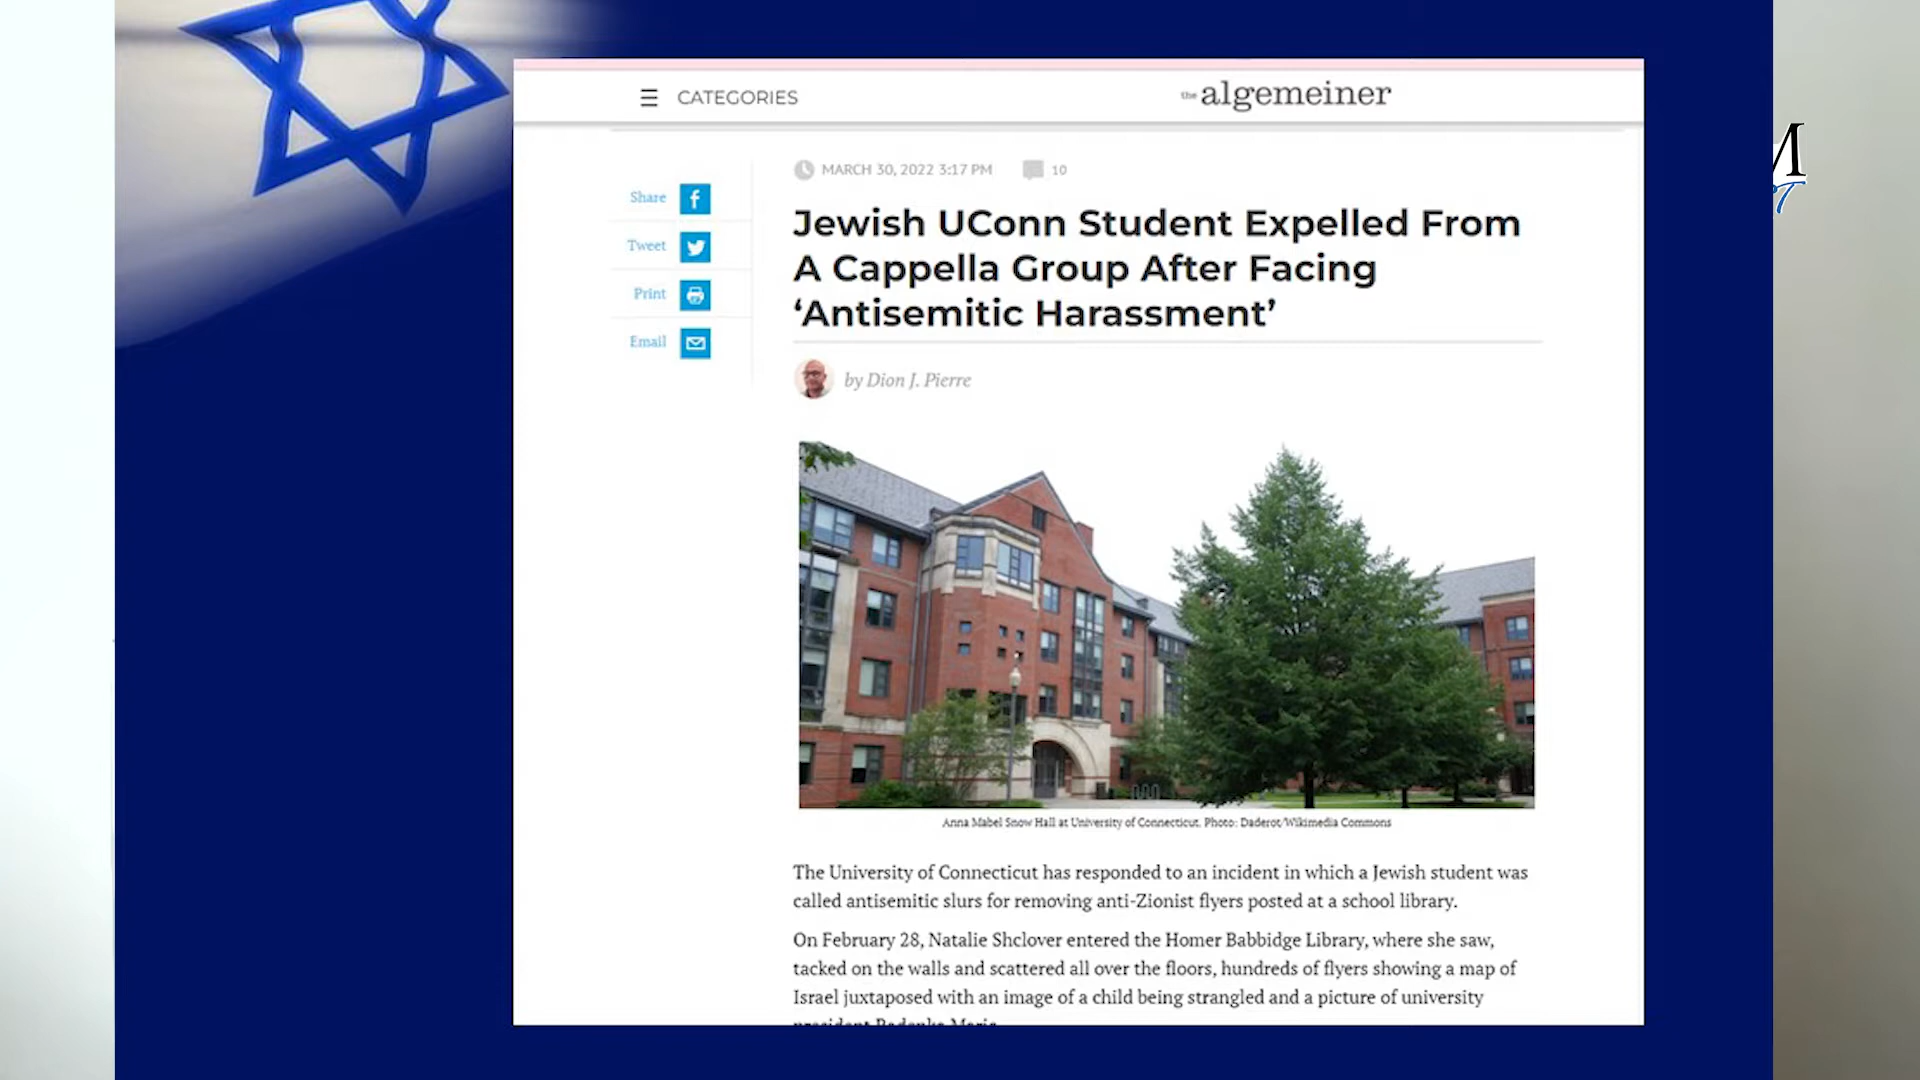 CATEGORIES
the algemeiner
MARCH 30, 2022 3:17 PM 10
Share
Tweet
Print
Email
Jewish UConn Student Expelled From
A Cappella Group After Facing
‘Antisemitic Harassment’
by Dion J. Pierre
Anna Mabel Snow Hall at University of Connecticut. Photo: Daderot/Wikimedia Commons
The University of Connecticut has responded to an incident in which a Jewish student was
called antisemitic slurs for removing anti-Zionist flyers posted at a school library.
On February 28, Natalie Shclover entered the Homer Babbidge Library, where she saw,
tacked on the walls and scattered all over the floors, hundreds of flyers showing a map of
Israel juxtaposed with an image of a child being strangled and a picture of university
president Radenka Maric
M